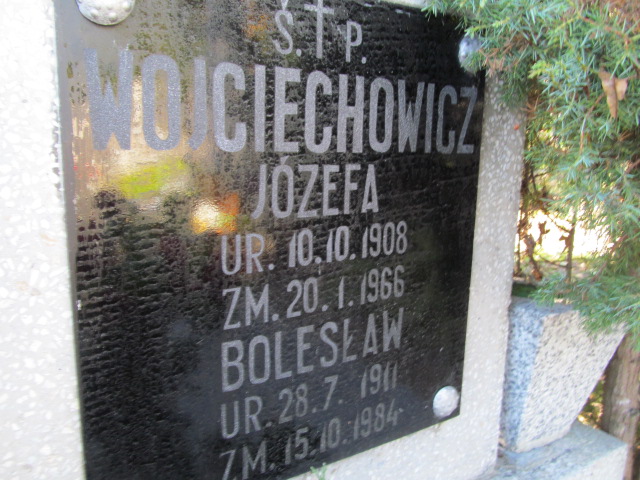 Ś. P.
WOJCIECHOWICZ
JÓZEFA
UR. 10.10.1908
ZM. 20.1.1966
BOLESŁAW
UR. 28.7.1911
ZM. 15.10.1984